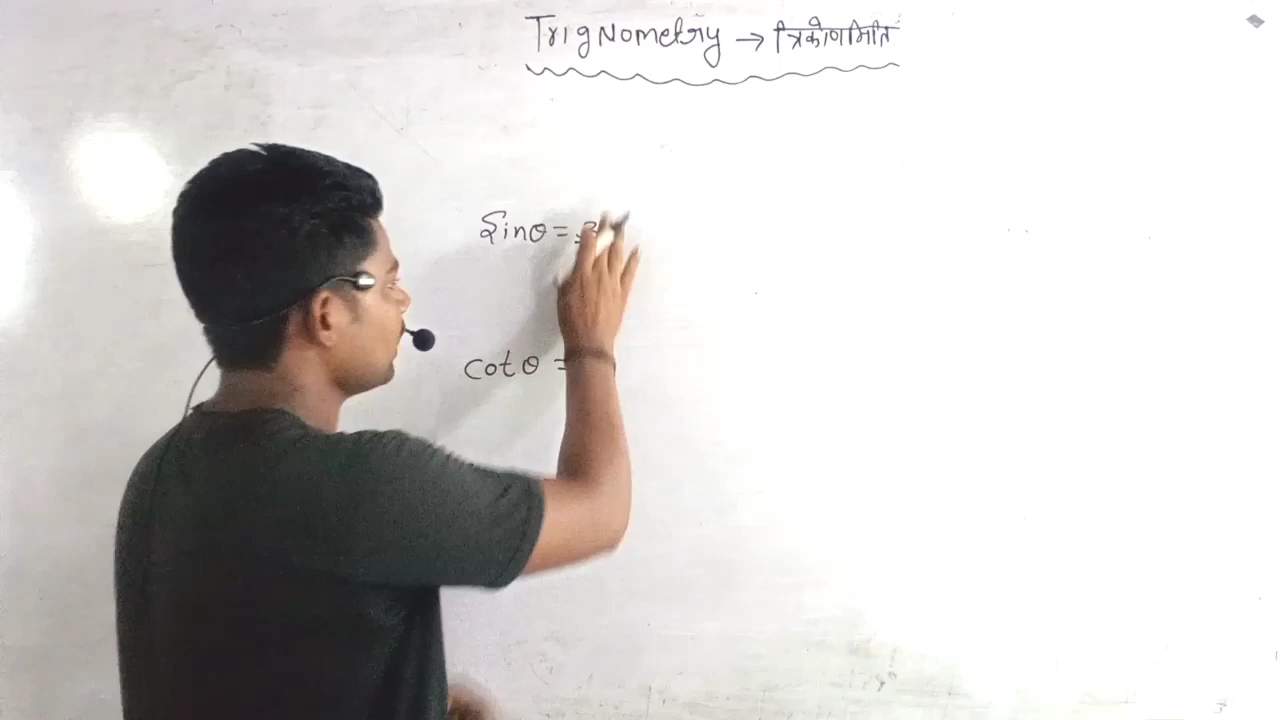 TrigNometry → त्रिकोणमिति
Sinθ =
cotθ =